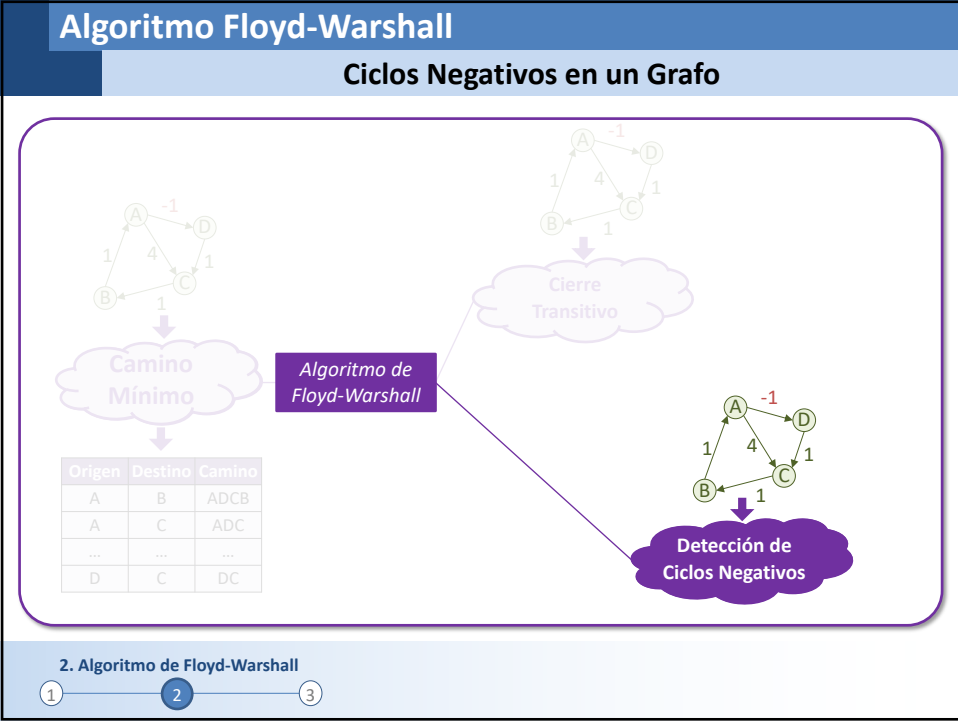 Algoritmo Floyd-Warshall
Ciclos Negativos en un Grafo
A
-1
D
1
4
1
C
B
1
Cierre
Transitivo
A
-1
D
1
4
1
C
B
1
Camino
Mínimo
Algoritmo de
Floyd-Warshall
Origen Destino Camino
A B ADCB
A C ADC
... ... ...
D C DC
A
-1
D
1
4
1
C
B
1
Detección de
Ciclos Negativos
2. Algoritmo de Floyd-Warshall
1 2 3